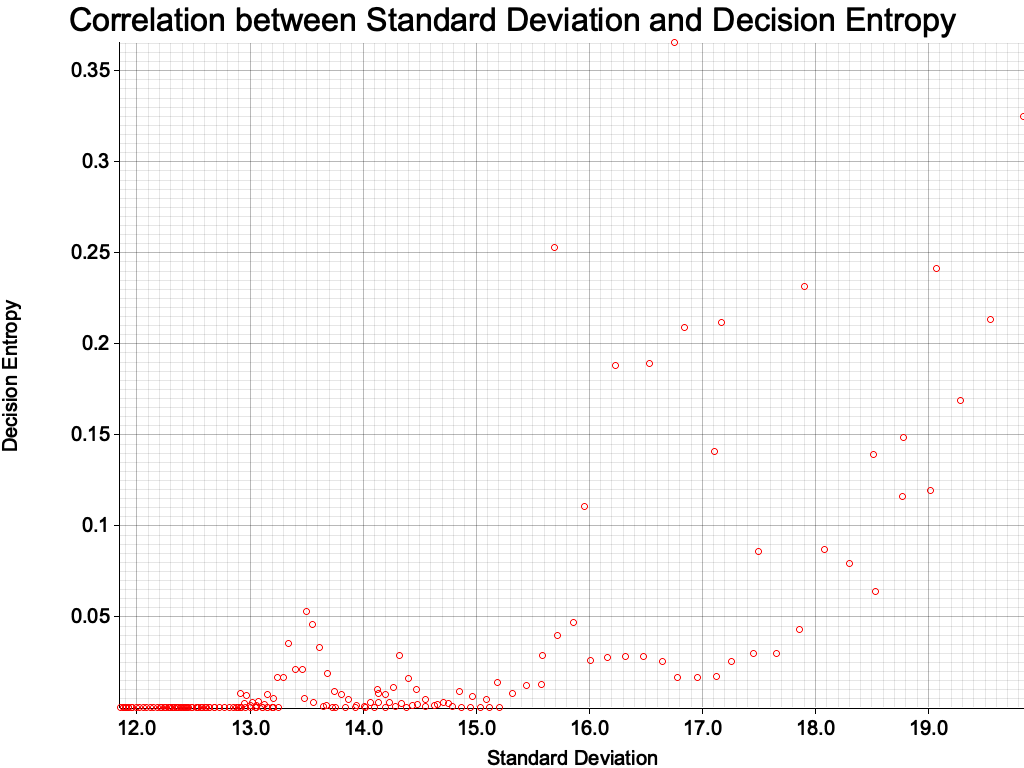 Correlation between Standard Deviation and Decision Entropy
0.35
0.3
0.25
0.2
0.15
0.1
0.05
Decision Entropy
12.0 13.0 14.0 15.0 16.0 17.0 18.0 19.0
Standard Deviation